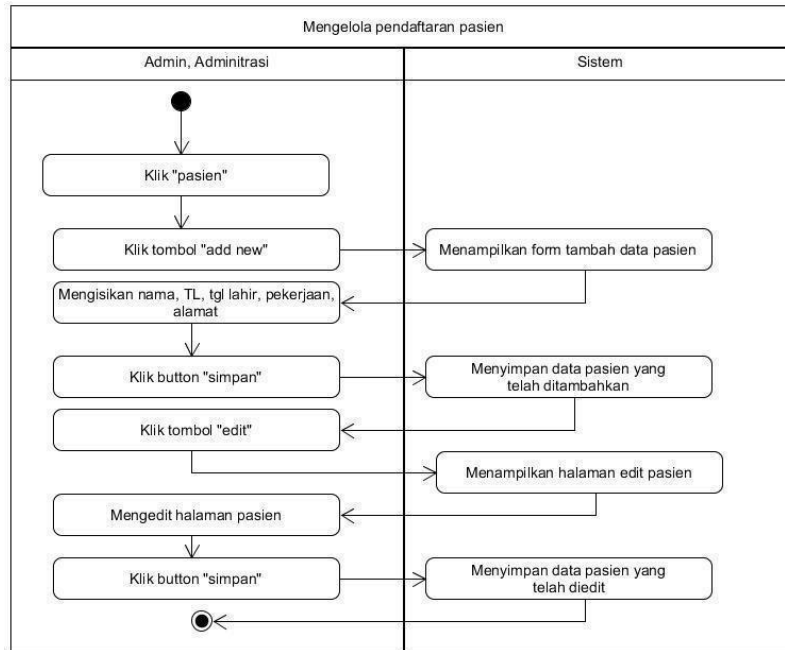 Mengelola pendaftaran pasien
Admin, Adminitrasi
Sistem
Klik "pasien"
Klik tombol "add new"
Menampilkan form tambah data pasien
Mengisikan nama, TL, tgl lahir, pekerjaan,
alamat
Klik button "simpan"
Menyimpan data pasien yang
telah ditambahkan
Klik tombol "edit"
Menampilkan halaman edit pasien
Mengedit halaman pasien
Klik button "simpan"
Menyimpan data pasien yang
telah diedit